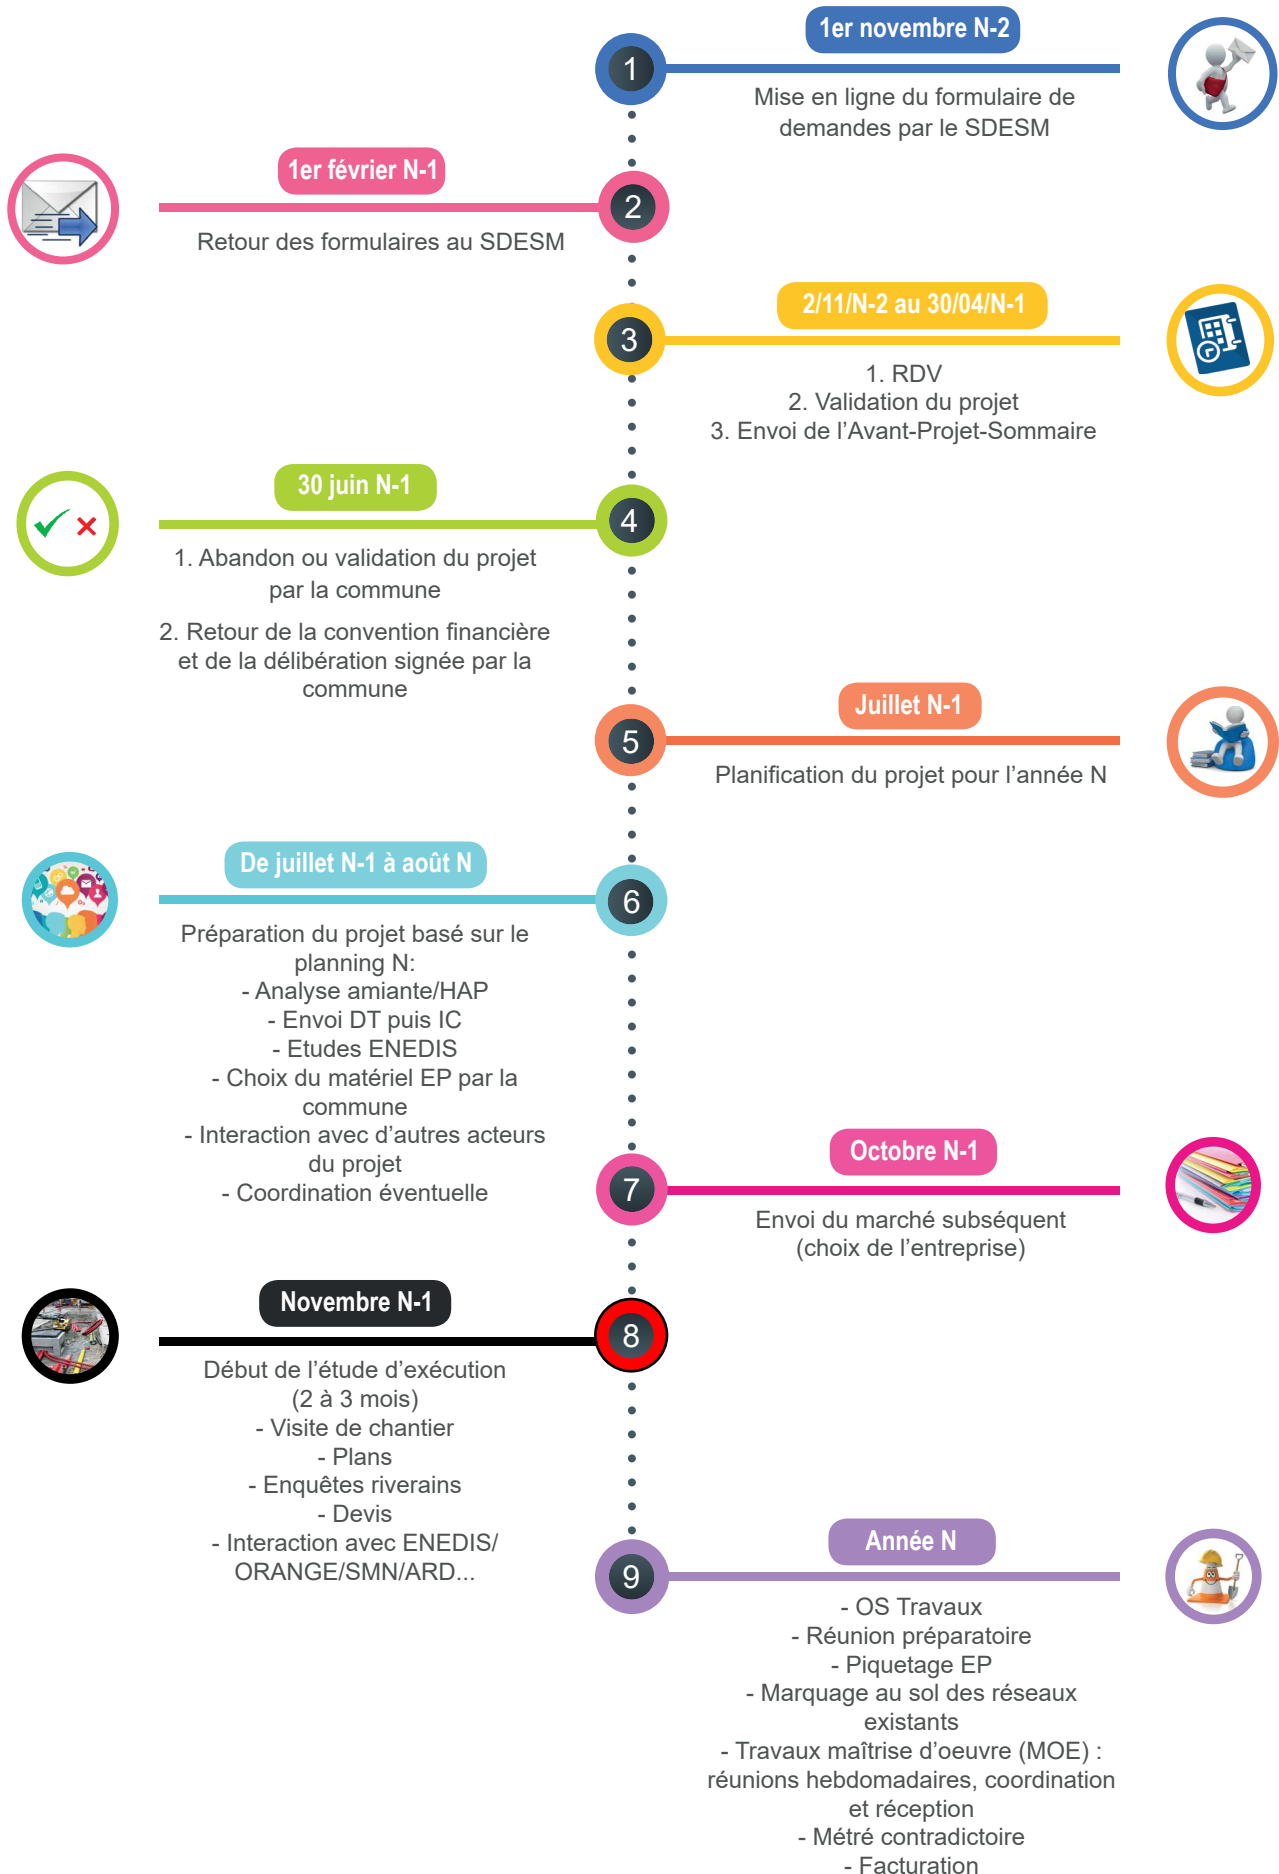 1er novembre N-2
1
Mise en ligne du formulaire de
demandes par le SDESM
1er février N-1
2
Retour des formulaires au SDESM
2/11/N-2 au 30/04/N-1
3
1. RDV
2. Validation du projet
3. Envoi de l’Avant-Projet-Sommaire
30 juin N-1
4
1. Abandon ou validation du projet
par la commune
2. Retour de la convention financière
et de la délibération signée par la
commune
Juillet N-1
5
Planification du projet pour l’année N
De juillet N-1 à août N
6
Préparation du projet basé sur le
planning N:
- Analyse amiante/HAP
- Envoi DT puis IC
- Etudes ENEDIS
- Choix du matériel EP par la
commune
- Interaction avec d’autres acteurs
du projet
- Coordination éventuelle
Octobre N-1
7
Envoi du marché subséquent
(choix de l’entreprise)
Novembre N-1
8
Début de l’étude d’exécution
(2 à 3 mois)
- Visite de chantier
- Plans
- Enquêtes riverains
- Devis
- Interaction avec ENEDIS/
ORANGE/SMN/ARD...
Année N
9
- OS Travaux
- Réunion préparatoire
- Piquetage EP
- Marquage au sol des réseaux
existants
- Travaux maîtrise d’oeuvre (MOE) :
réunions hebdomadaires, coordination
et réception
- Métré contradictoire
- Facturation